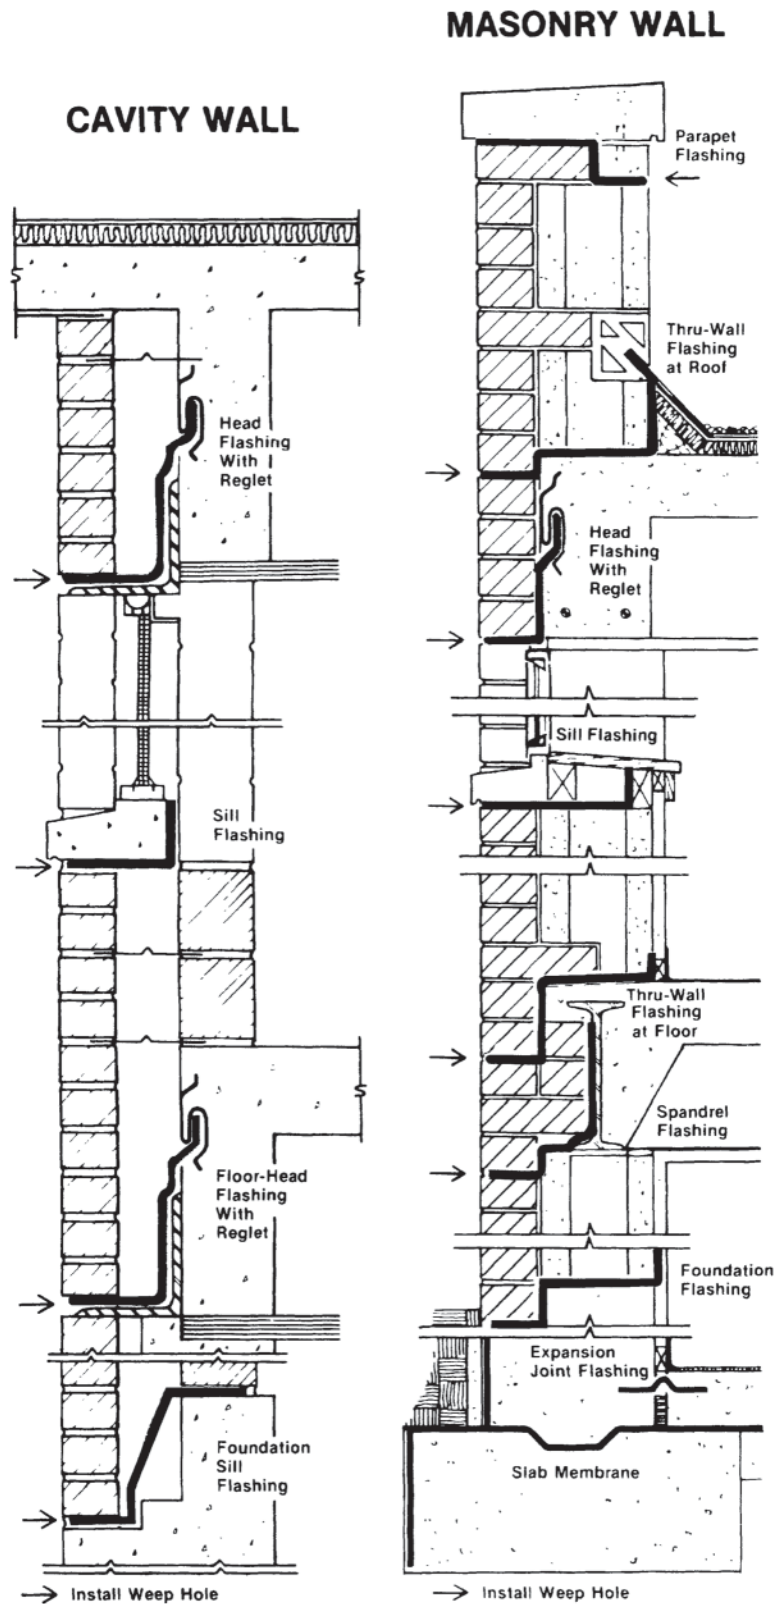 CAVITY WALL
Head
Flashing
With
Reglet
Sill
Flashing
Floor-Head
Flashing
With
Reglet
Foundation
Sill
Flashing
Install Weep Hole
MASONRY WALL
Parapet
Flashing
Thru-Wall
Flashing
at Roof
Head
Flashing
With
Reglet
Sill Flashing
Thru-Wall
Flashing
at Floor
Spandrel
Flashing
Foundation
Flashing
Expansion
Joint Flashing
Slab Membrane
Install Weep Hole